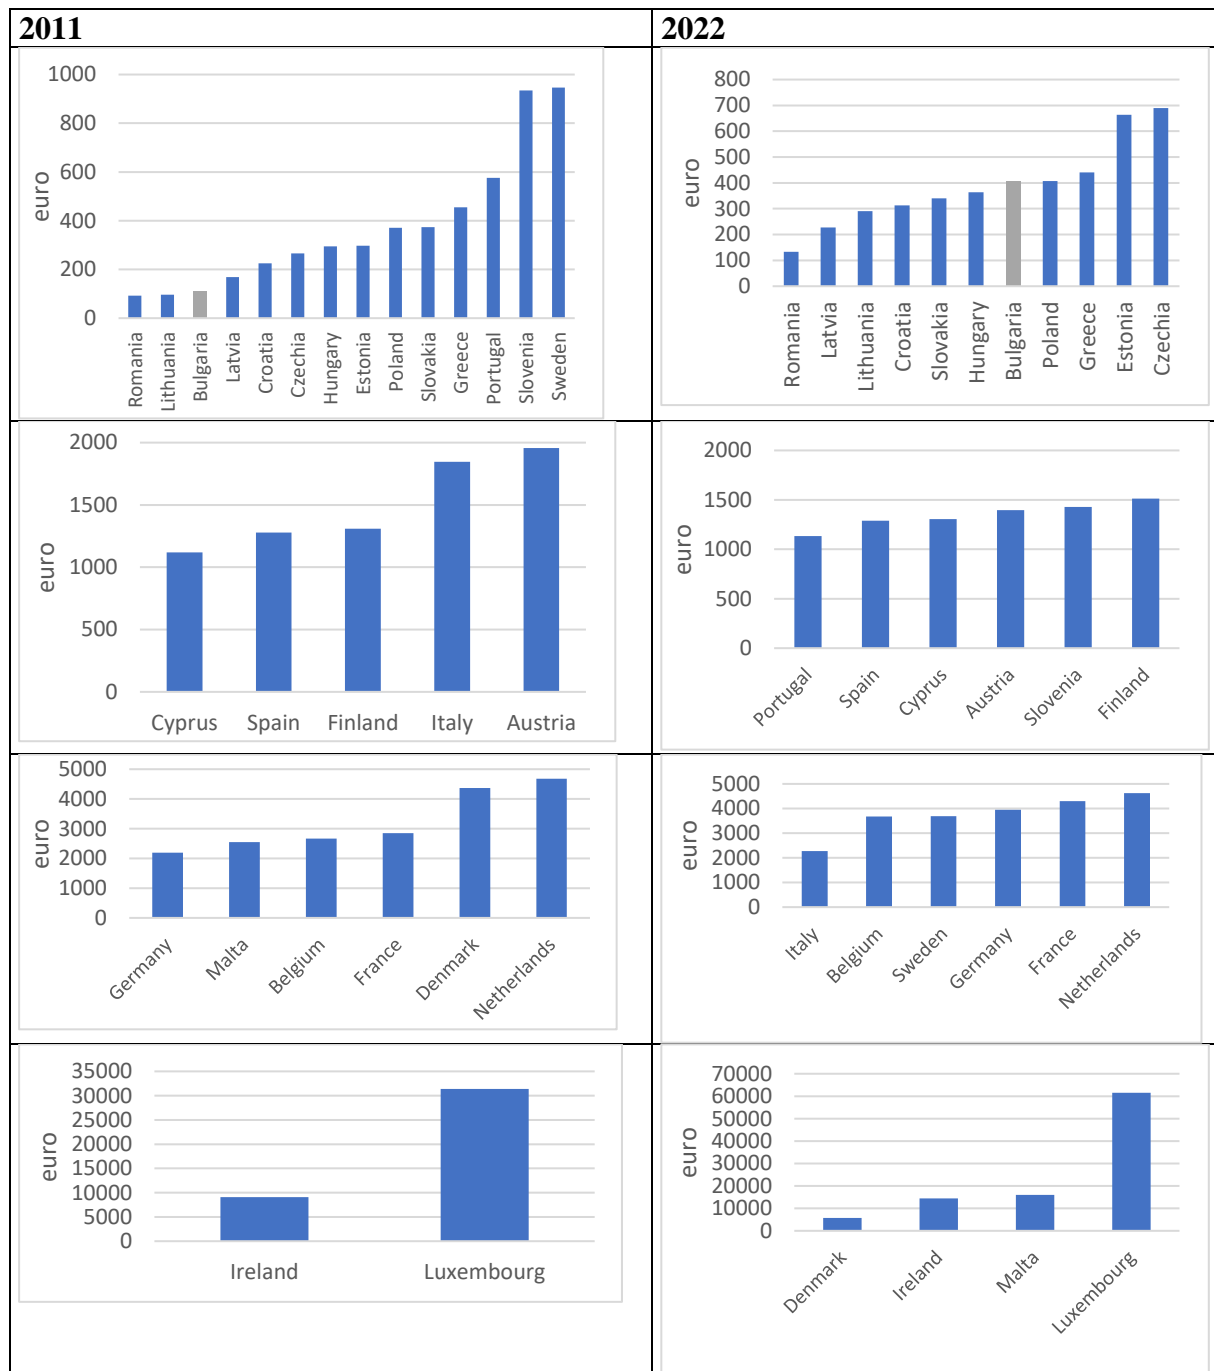 2011
2022
1000
800
600
400
200
0
euro
Romania
Lithuania
Bulgaria
Latvia
Croatia
Czechia
Hungary
Estonia
Poland
Slovakia
Greece
Portugal
Slovenia
Sweden
800
700
600
500
400
300
200
100
0
euro
Romania
Latvia
Lithuania
Croatia
Slovakia
Hungary
Bulgaria
Poland
Greece
Estonia
Czechia
2000
1500
1000
500
0
euro
Cyprus Spain Finland Italy Austria
2000
1500
1000
500
0
euro
Portugal
Spain
Cyprus
Austria
Slovenia
Finland
5000
4000
3000
2000
1000
0
euro
Germany
Malta
Belgium
France
Denmark
Netherlands
5000
4000
3000
2000
1000
0
euro
Italy
Belgium
Sweden
Germany
France
Netherlands
35000
30000
25000
20000
15000
10000
5000
0
euro
Ireland Luxembourg
70000
60000
50000
40000
30000
20000
10000
0
euro
Denmark
Ireland
Malta
Luxembourg